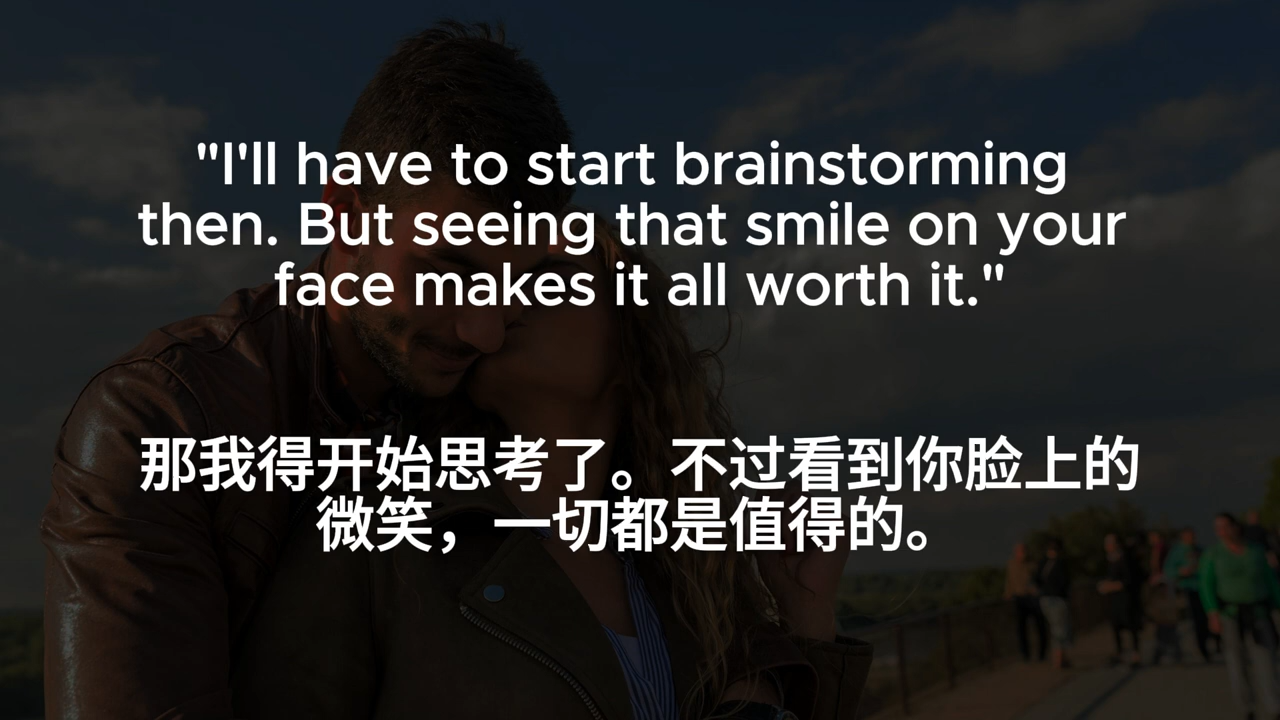 "I'll have to start brainstorming
then. But seeing that smile on your
face makes it all worth it."
那我得开始思考了。不过看到你脸上的
微笑，一切都是值得的。